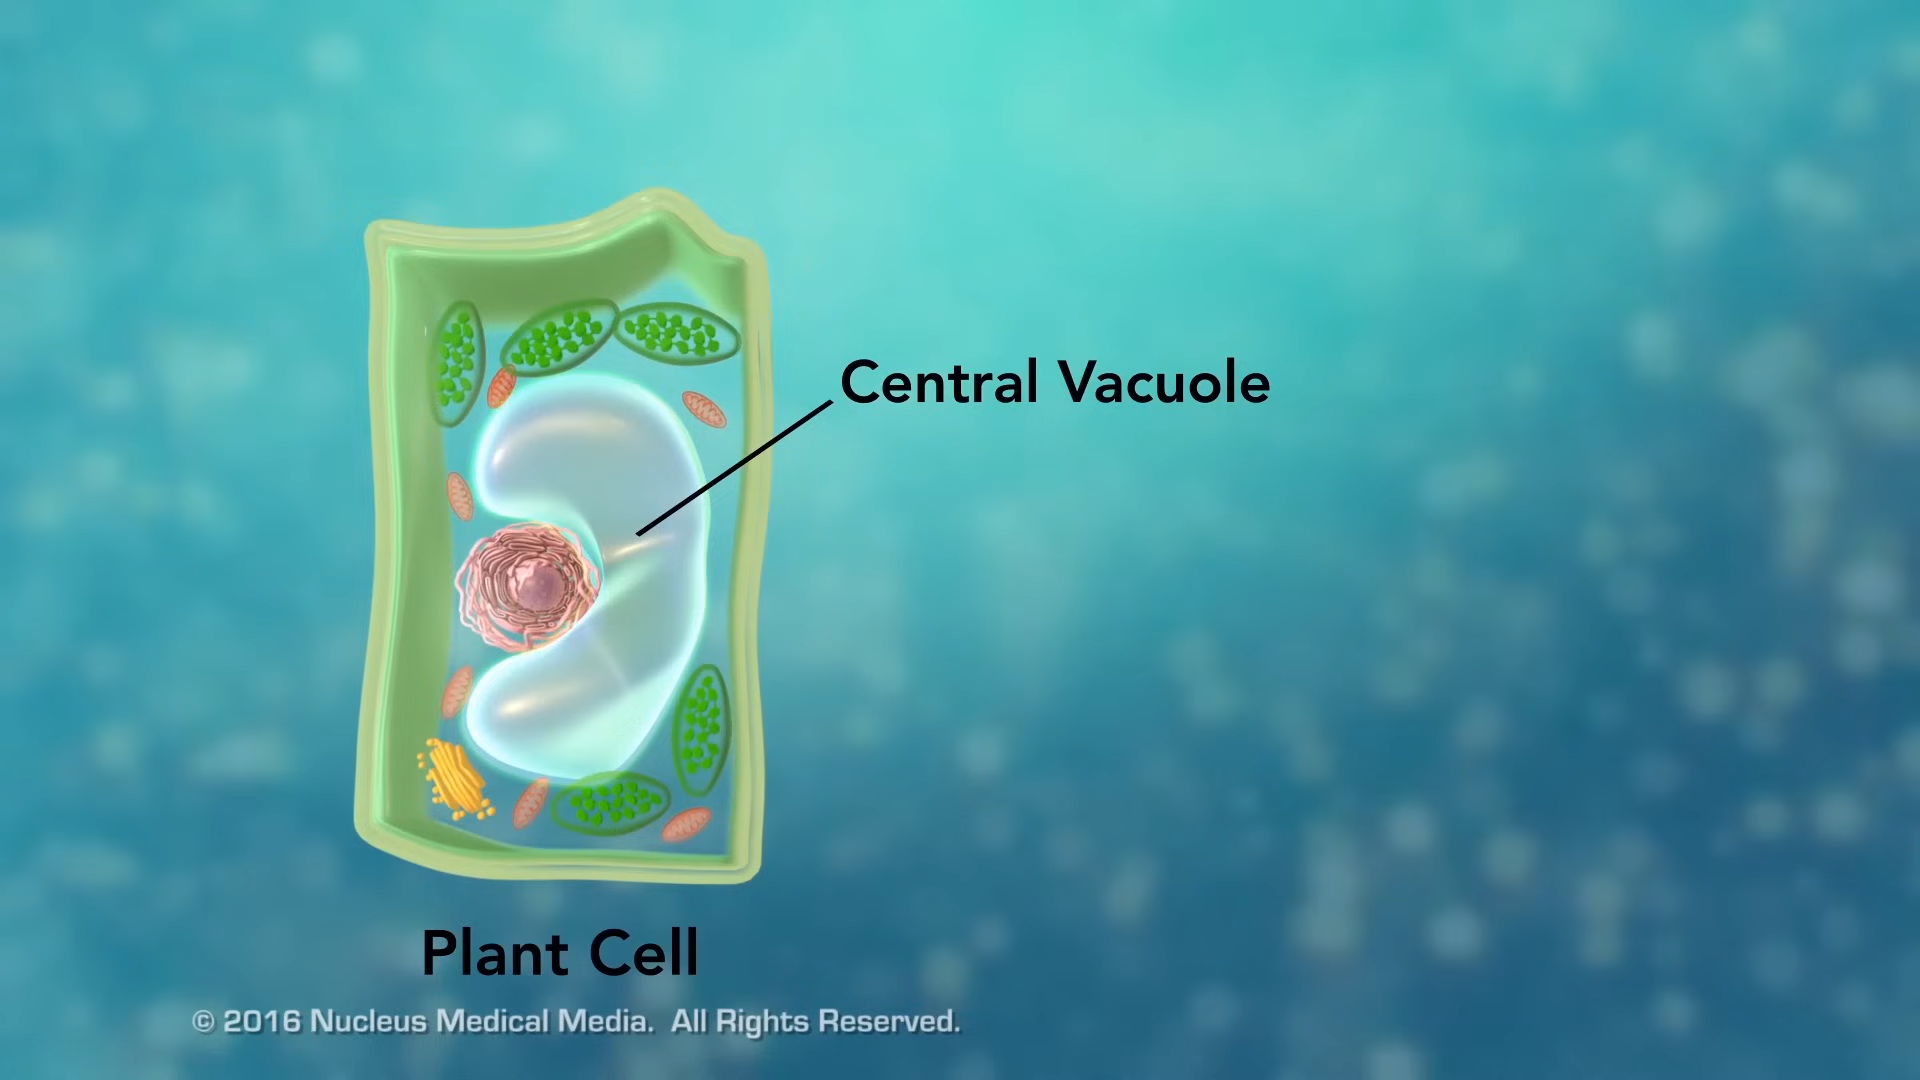 Central Vacuole
Plant Cell
© 2016 Nucleus Medical Media. All Rights Reserved.